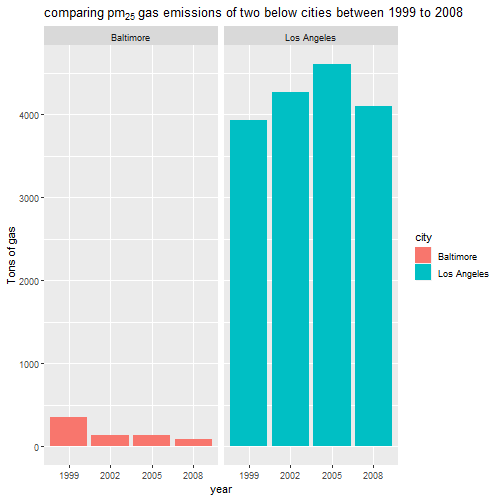 comparing pm25 gas emissions of two below cities between 1999 to 2008
Baltimore
Los Angeles
4000
3000
2000
1000
0
Tons of gas
1999 2002 2005 2008
1999 2002 2005 2008
year
city
Baltimore
Los Angeles